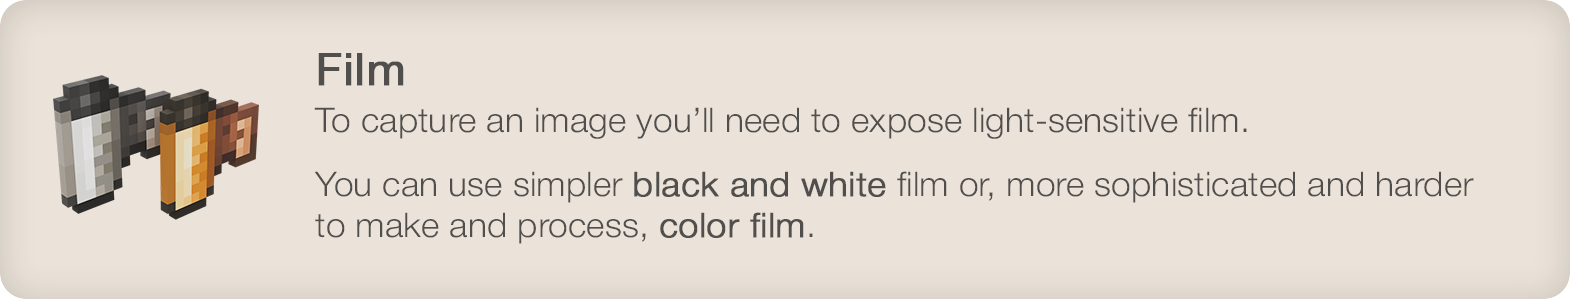 Film
To capture an image you’ll need to expose light-sensitive film.
You can use simpler black and white film or, more sophisticated and harder
to make and process, color film.